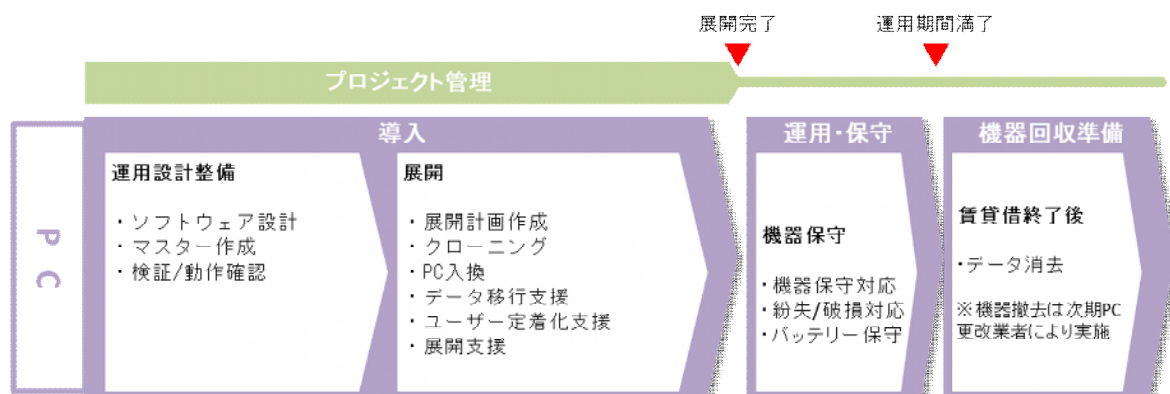 展開完了
運用期間満了
プロジェクト管理
PC
導入
運用設計整備
・ソフトウェア設計
・マスター作成
・検証/動作確認
展開
・展開計画作成
・クローニング
・PC入換
・データ移行支援
・ユーザー定着化支援
・展開支援
運用・保守
機器保守
・機器保守対応
・紛失/破損対応
・バッテリー保守
機器回収準備
賃貸借終了後
・データ消去
※機器撤去は次期PC
更改業者により実施